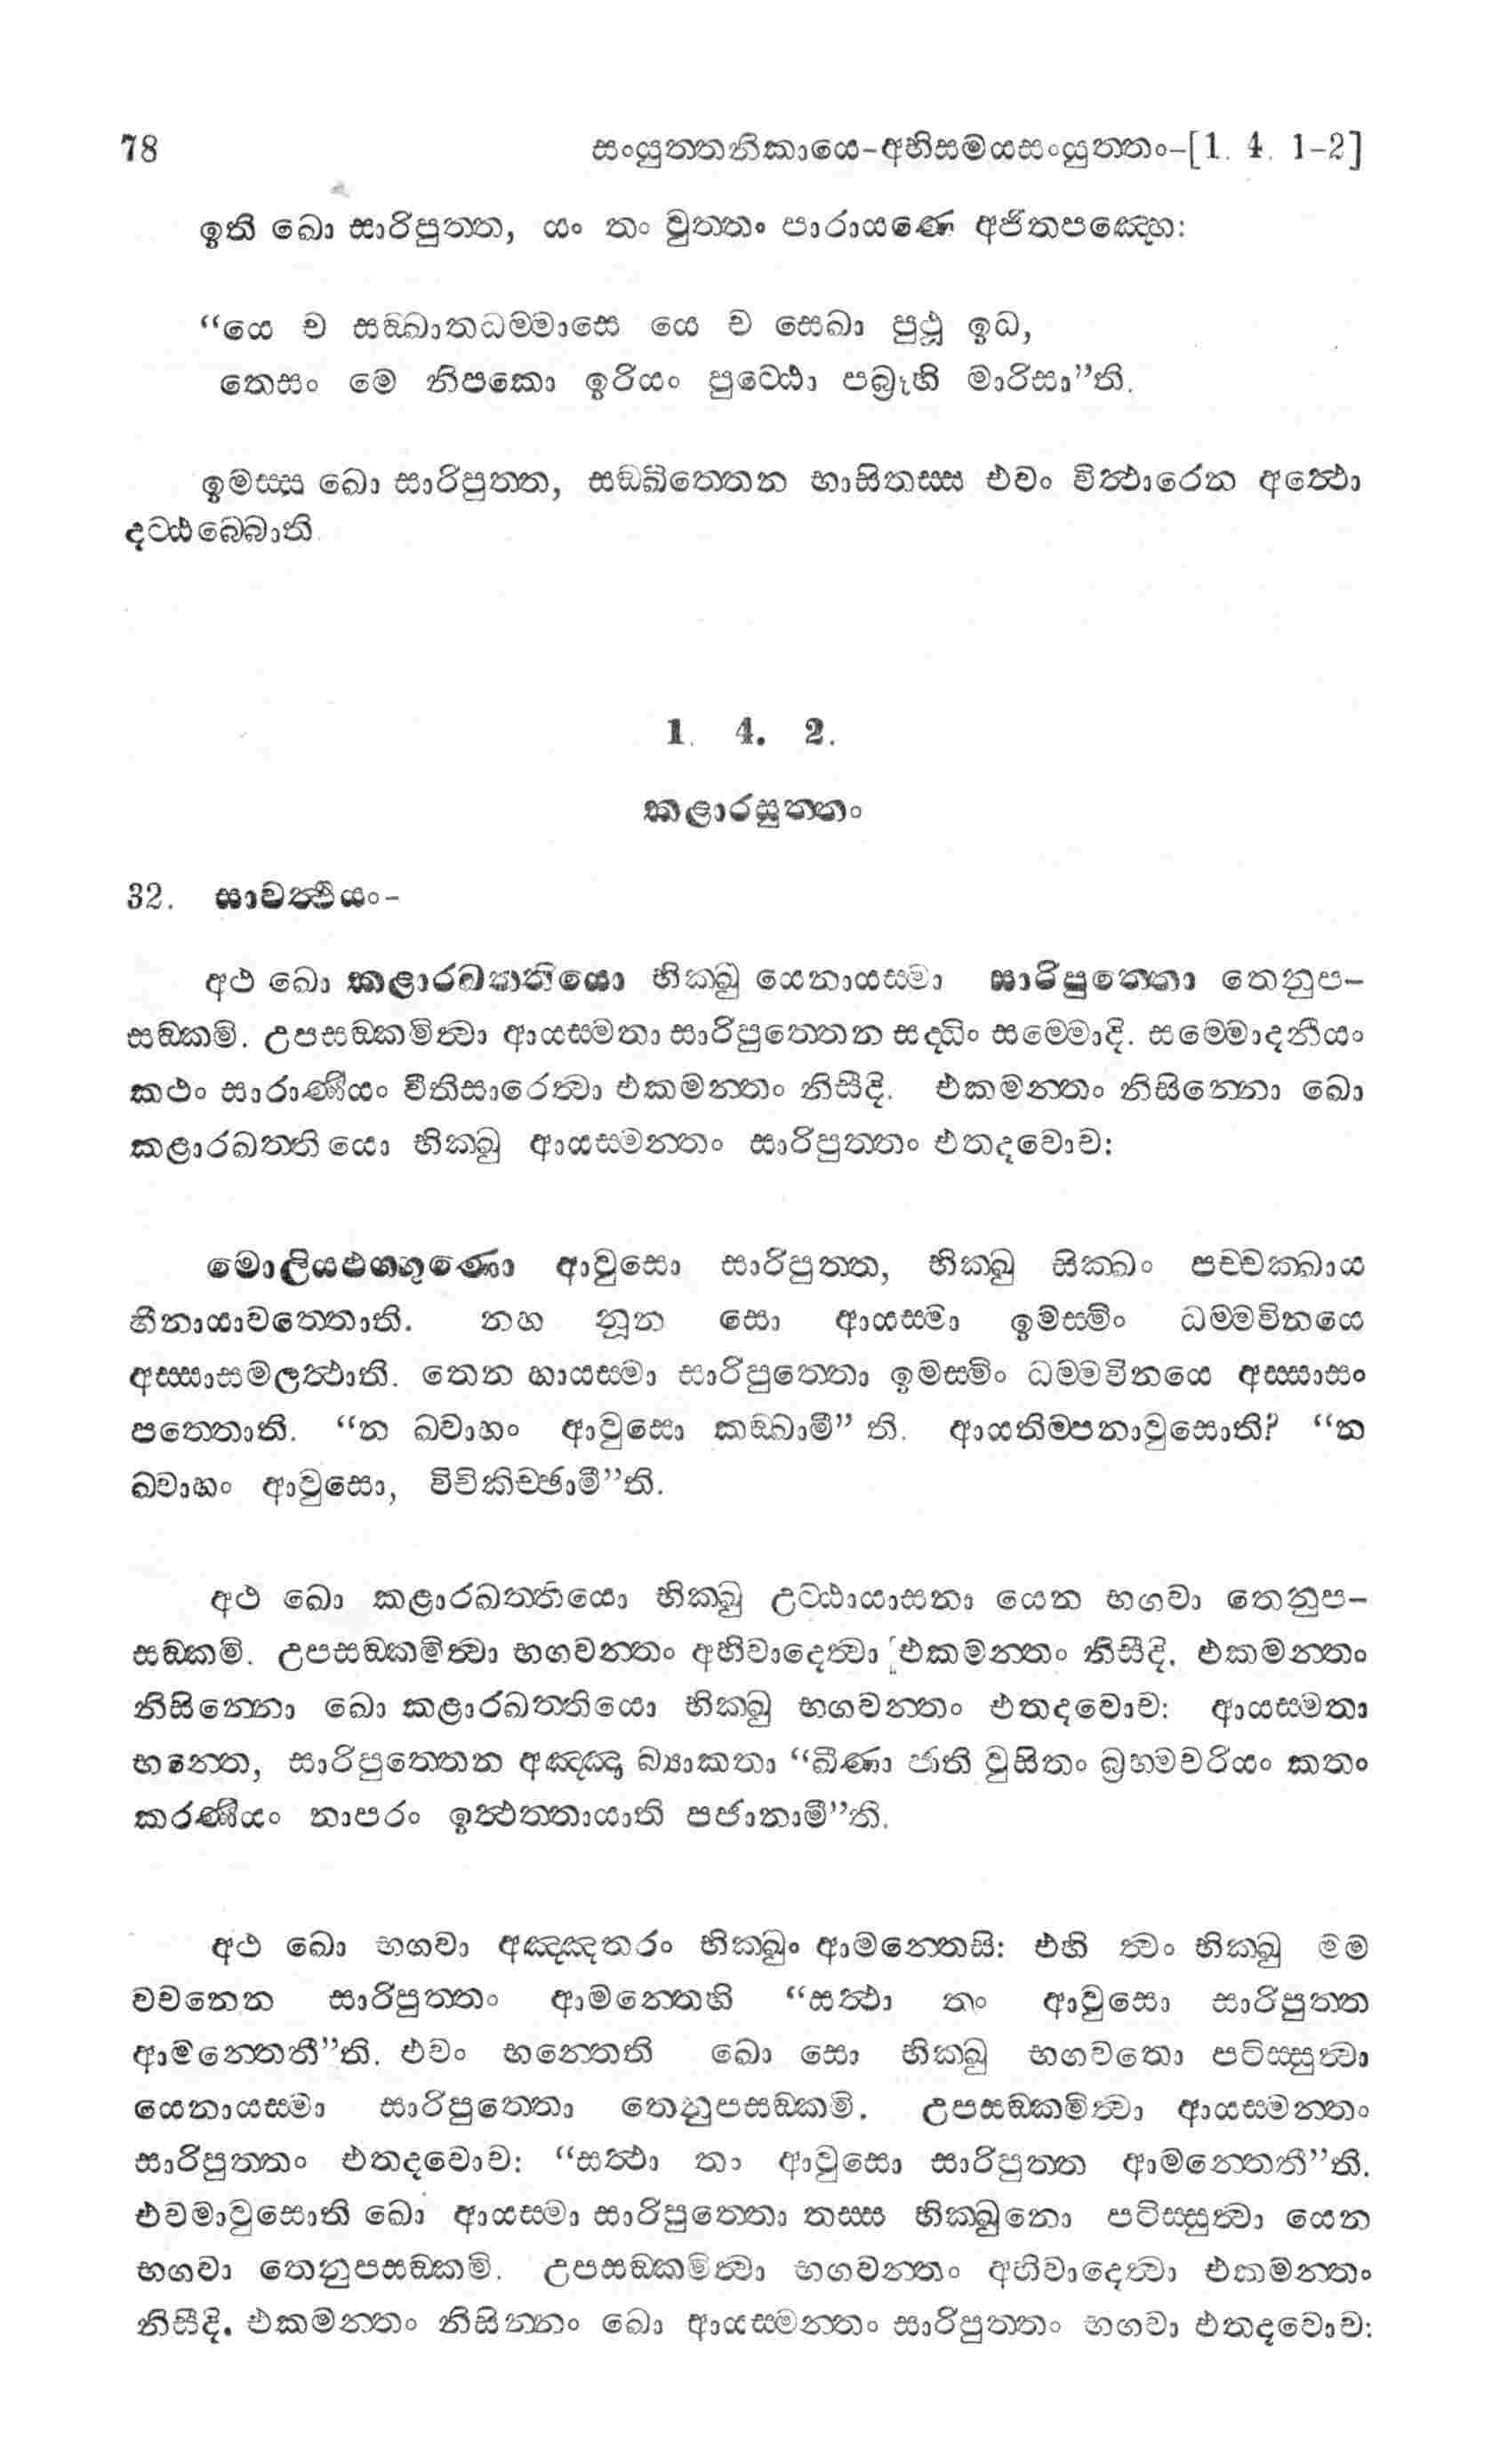 78 සංයුත්තනිකායෙ-අභිසමයසංයුත්තං-[1. 4. 1-2]
ඉති ඛො සාරිපුත්ත, යං තං වුත්තං පාරායණෙ අජිතපඤ්හෙ:
“යෙ ච සඞ්ඛාතධම්මාසෙ යෙ ච සෙඛා පුථූ ඉධ,
තෙසං මෙ නිපකො ඉරියං පුට්ඨො පබ්‍රූහි මාරිසා”ති.
ඉමස්ස ඛො සාරිපුත්ත, සඞ්ඛිත්තෙන භාසිතස්ස එවං විත්‍ථාරෙන අත්‍ථො
දට්ඨබ්බොති.
1. 4. 2.
කළාරසුත්තං
32. සාවත්‍ථියං-
අථ ඛො කළාරඛත්තියො භික්ඛු යෙනායස්මා සාරිපුත්තො තෙනුප-
සඞ්කමි. උපසඞ්කමිත්‍වා ආයස්මතා සාරිපුත්තෙන සද්ධිං සම්මොදි. සම්මොදනීයං
කථං සාරාණීයං වීතිසාරෙත්‍වා එකමන්තං නිසීදි. එකමන්තං නිසින්නො ඛො
කළාරඛත්තියො භික්ඛු ආයස්මන්තං සාරිපුත්තං එතදවොච:
මොලියඵග්ගුණො ආවුසො සාරිපුත්ත, භික්ඛු සික්ඛං පච්චක්ඛාය
හීනායාවත්තොති. නහ නූන සො ආයස්මා ඉමස්මිං ධම්මවිනයෙ
අස්සාසමලත්‍ථාති. තෙන හායස්මා සාරිපුත්තො ඉමස්මිං ධම්මවිනයෙ අස්සාසං
පත්තොති. “න ඛ්වාහං ආවුසො කඞ්ඛාමී” ති. ආයතිම්පනාවුසොති? “න
ඛ්වාහං ආවුසො, විචිකිච්ඡාමී”ති.
අථ ඛො කළාරඛත්තියො භික්ඛු උට්ඨායාසනා යෙන භගවා තෙනුප-
සඞ්කමි. උපසඞ්කමිත්‍වා භගවන්තං අභිවාදෙත්‍වා එකමන්තං නිසීදි. එකමන්තං
නිසින්නො ඛො කළාරඛත්තියො භික්ඛු භගවන්තං එතදවොච: ආයස්මතා
භන්තෙ, සාරිපුත්තෙන අඤ්ඤා බ්‍යාකතා “ඛීණා ජාති වුසිතං බ්‍රහ්මචරියං කතං
කරණීයං නාපරං ඉත්‍ථත්තායාති පජානාමී”ති.
අථ ඛො භගවා අඤ්ඤතරං භික්ඛුං ආමන්තෙසි: එහි ත්‍වං භික්ඛු මම
වචනෙන සාරිපුත්තං ආමන්තෙහි “සත්‍ථා තං ආවුසො සාරිපුත්ත
ආමන්තෙතී”ති. එවං භන්තෙති ඛො සො භික්ඛු භගවතො පටිස්සුත්‍වා
යෙනායස්මා සාරිපුත්තො තෙනුපසඞ්කමි. උපසඞ්කමිත්‍වා ආයස්මන්තං
සාරිපුත්තං එතදවොච: “සත්‍ථා තං ආවුසො සාරිපුත්ත ආමන්තෙතී”ති.
එවමාවුසොති ඛො ආයස්මා සාරිපුත්තො තස්ස භික්ඛුනො පටිස්සුත්‍වා යෙන
භගවා තෙනුපසඞ්කමි. උපසඞ්කමිත්‍වා භගවන්තං අභිවාදෙත්‍වා එකමන්තං
නිසීදි. එකමන්තං නිසින්නං ඛො ආයස්මන්තං සාරිපුත්තං භගවා එතදවොච: